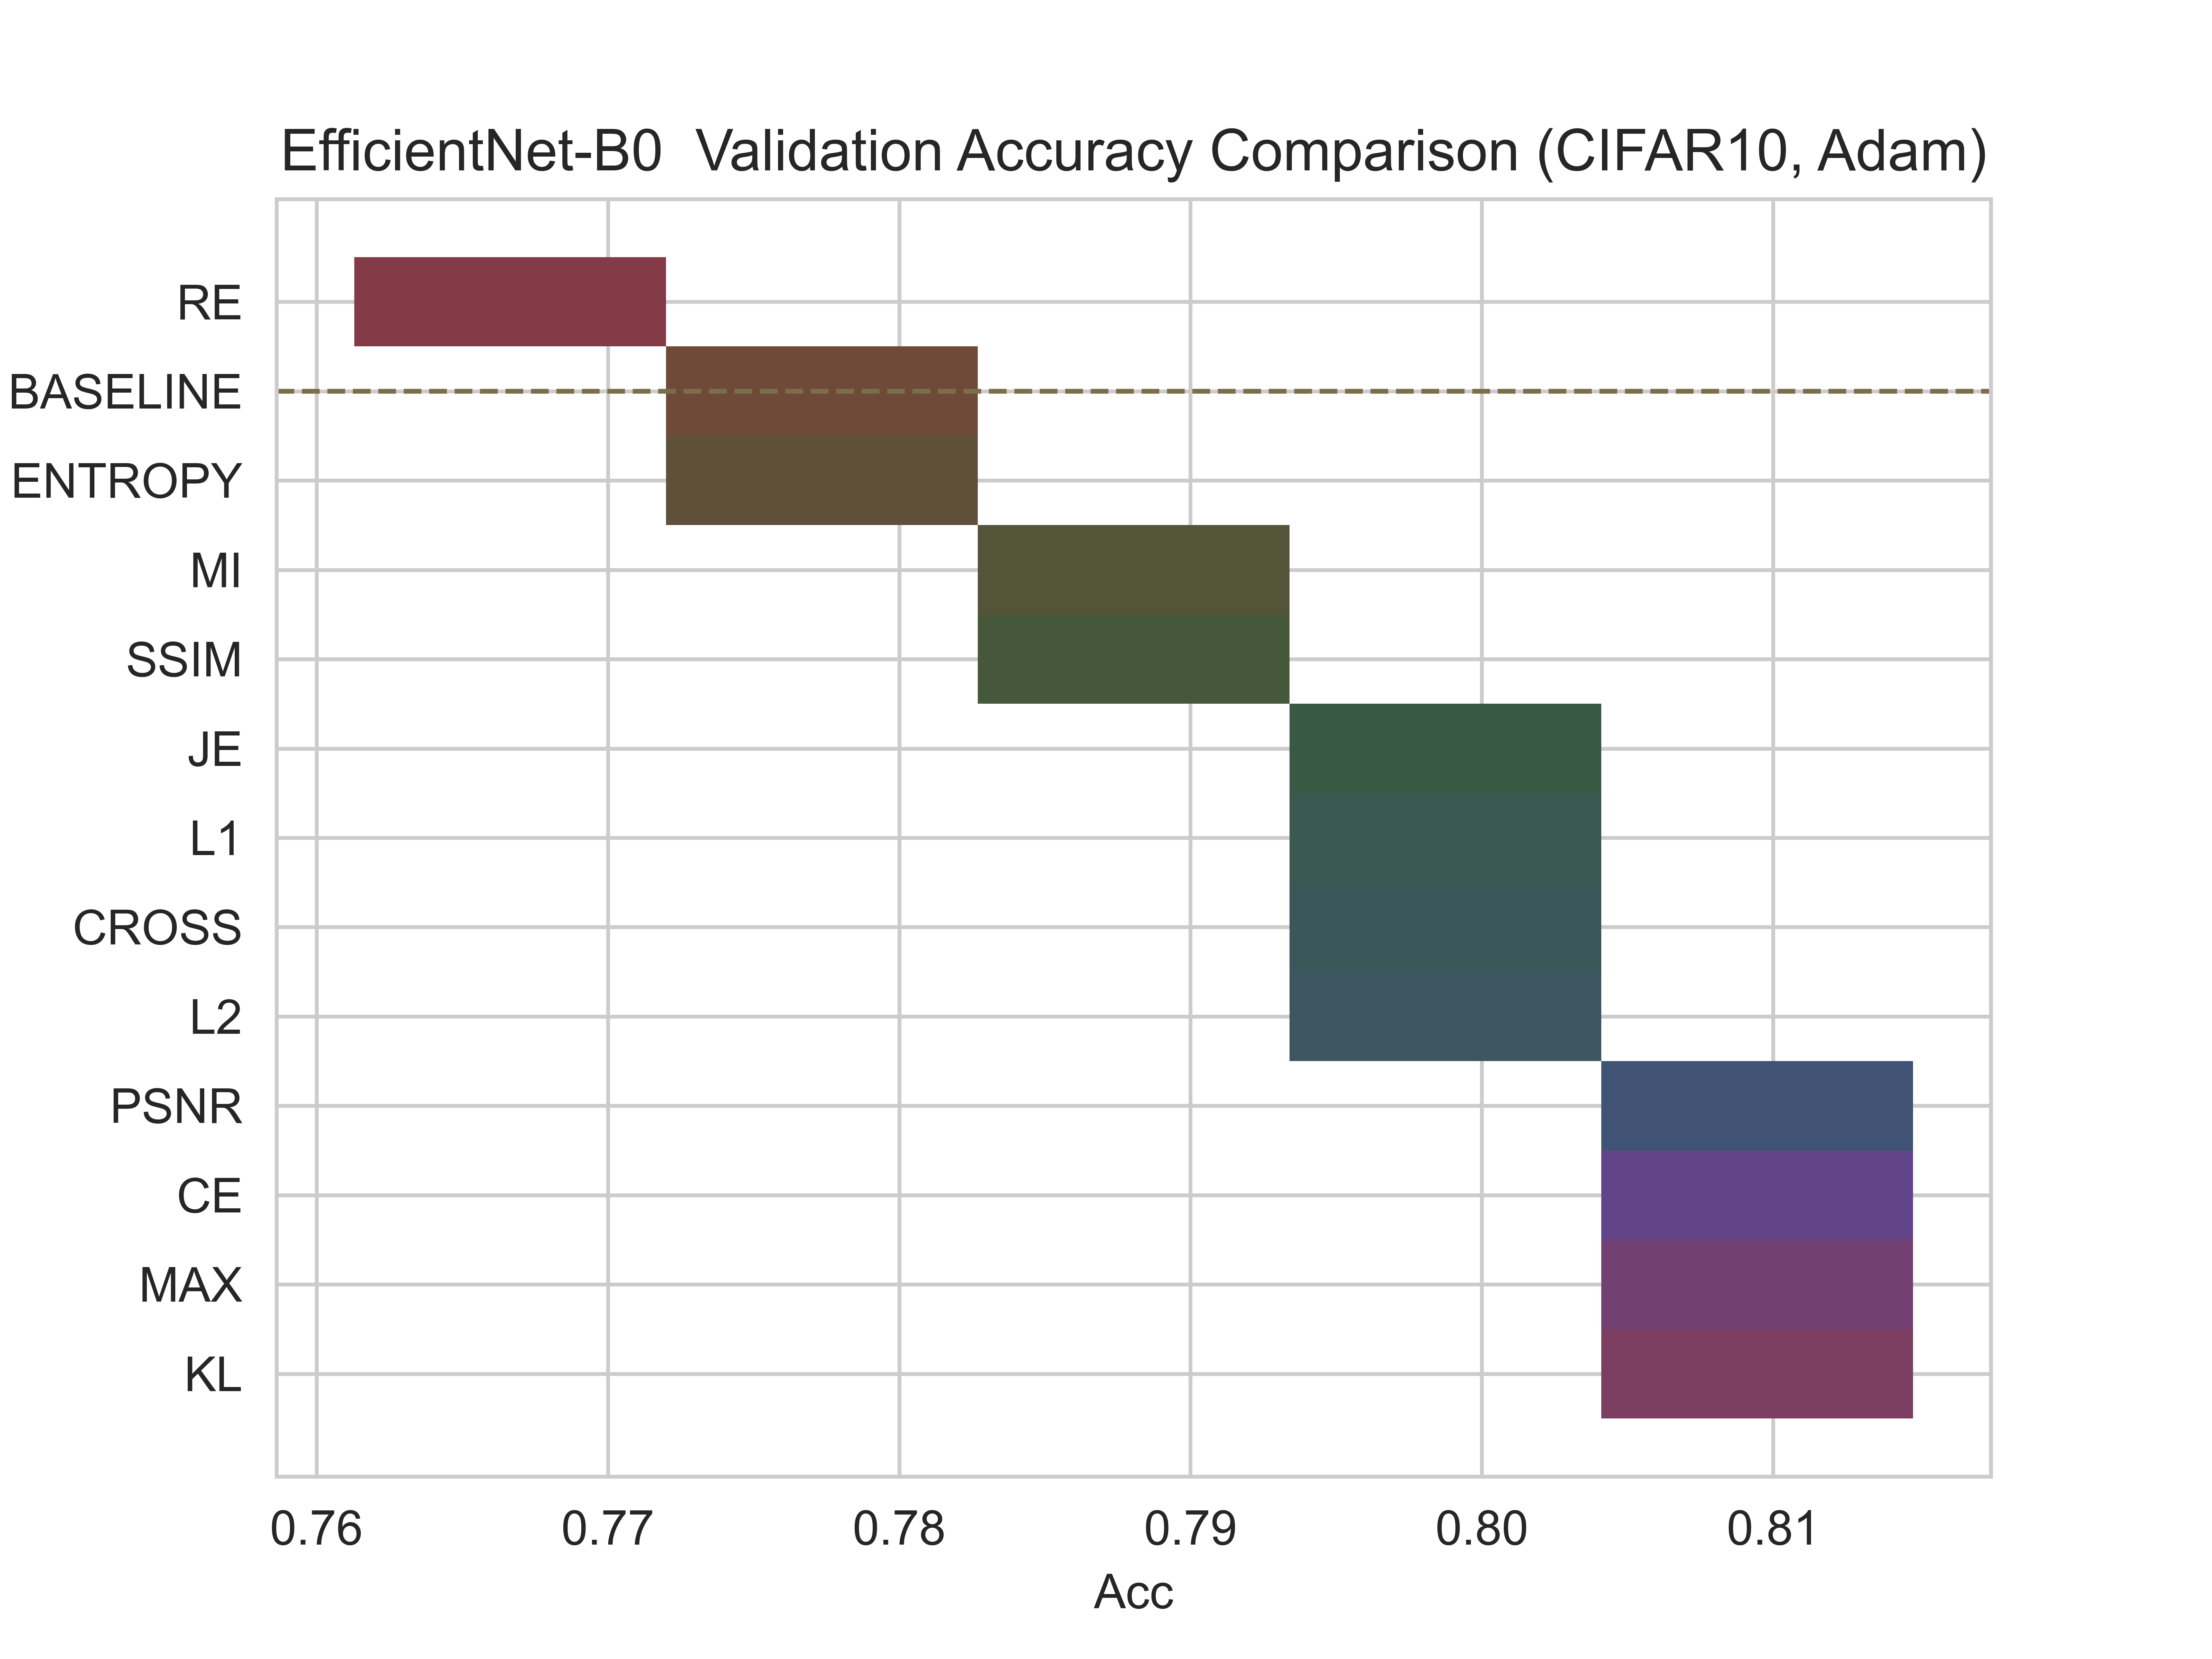 EfficientNet-B0  Validation Accuracy Comparison (CIFAR10, Adam)
RE
BASELINE
ENTROPY
MI
SSIM
JE
L1
CROSS
L2
PSNR
CE
MAX
KL
0.76 0.77 0.78 0.79 0.80 0.81
Acc